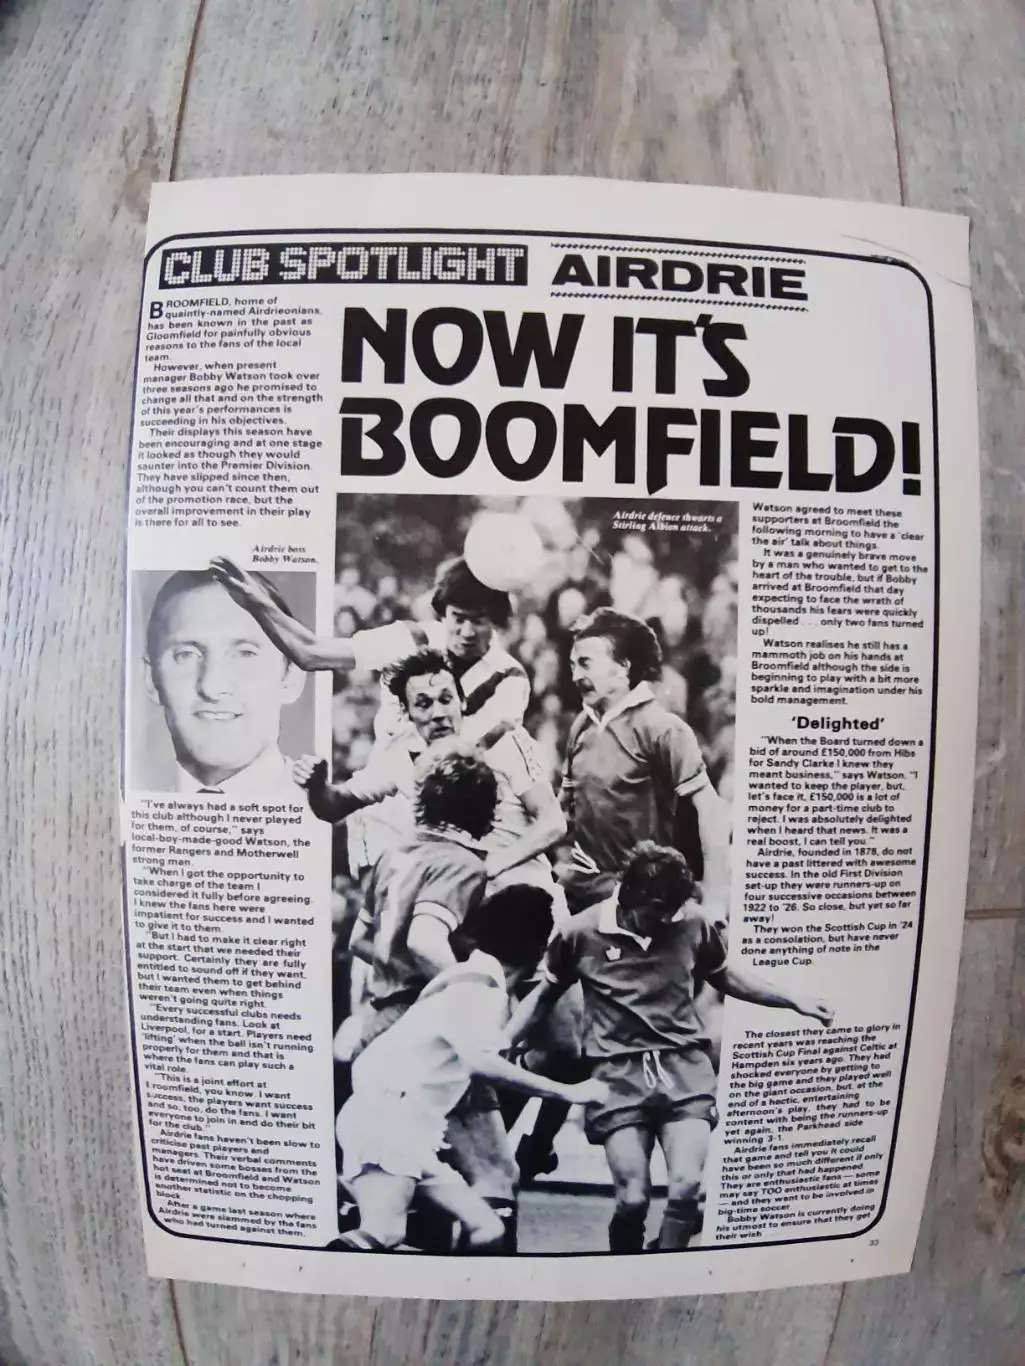 CLUB SPOTLIGHT AIRDRIE
NOW IT'S
BOOMFIELD!
BROOMFIELD, home of
quaintly-named Airdrieonians,
has been known in the past as
Gloomfield for painfully obvious
reasons to the fans of the local
team.
However, when present
manager Bobby Watson took over
three seasons ago he promised to
change all that and on the strength
of this year's performances is
succeeding in his objectives.
Their displays this season have
been encouraging and at one stage
it looked as though they would
saunter into the Premier Division.
They have slipped since then,
although you can't count them out
of the promotion race, but the
overall improvement in their play
is there for all to see.
Airdrie boss
Bobby Watson.
"I've always had a soft spot for
this club although I never played
for them, of course," says
local-boy-made-good Watson, the
former Rangers and Motherwell
strong man.
"When I got the opportunity to
take charge of the team I
considered it fully before agreeing.
I knew the fans here were
impatient for success and I wanted
to give it to them.
"But I had to make it clear right
at the start that we needed their
support. Certainly they are fully
entitled to sound off if they want,
but I wanted them to get behind
their team even when things
weren't going quite right.
"Every successful clubs needs
understanding fans. Look at
Liverpool, for a start. Players need
'lifting' when the ball isn't running
properly for them and that is
where the fans can play such a
vital role.
"This is a joint effort at
Broomfield, you know. I want
success, the players want success
and so, too, do the fans. I want
everyone to join in and do their bit
for the club."
Airdrie fans haven't been slow to
criticise past players and
managers. Their verbal comments
have driven some bosses from the
hot seat at Broomfield and Watson
is determined not to become
another statistic on the chopping
block.
After a game last season where
Airdrie were slammed by the fans
who had turned against them.
Airdrie defence thwarts a
Stirling Albion attack.
Watson agreed to meet these
supporters at Broomfield the
following morning to have a 'clear
the air' talk about things.
It was a genuinely brave move
by a man who wanted to get to the
heart of the trouble, but if Bobby
arrived at Broomfield that day
expecting to face the wrath of
thousands his fears were quickly
dispelled . . . only two fans turned
up!
Watson realises he still has a
mammoth job on his hands at
Broomfield although the side is
beginning to play with a bit more
sparkle and imagination under his
bold management.
'Delighted'
"When the Board turned down a
bid of around £150,000 from Hibs
for Sandy Clarke I knew they
meant business," says Watson. "I
wanted to keep the player, but,
let's face it, £150,000 is a lot of
money for a part-time club to
reject. I was absolutely delighted
when I heard that news. It was a
real boost, I can tell you."
Airdrie, founded in 1878, do not
have a past littered with awesome
success. In the old First Division
set-up they were runners-up on
four successive occasions between
1922 to '26. So close, but yet so far
away!
They won the Scottish Cup in '24
as a consolation, but have never
done anything of note in the
League Cup.
The closest they came to glory in
recent years was reaching the
Scottish Cup Final against Celtic at
Hampden six years ago. They had
shocked everyone by getting to
the big game and they played well
on the giant occasion, but, at the
end of a hectic, entertaining
afternoon's play, they had to be
content with being the runners-up
yet again, the Parkhead side
winning 3-1.
Airdrie fans immediately recall
that game and tell you it could
have been so much different if only
this or only that had happened.
They are enthusiastic fans — some
may say TOO enthusiastic at times
— and they want to be involved in
big-time soccer.
Bobby Watson is currently doing
his utmost to ensure that they get
their wish
33